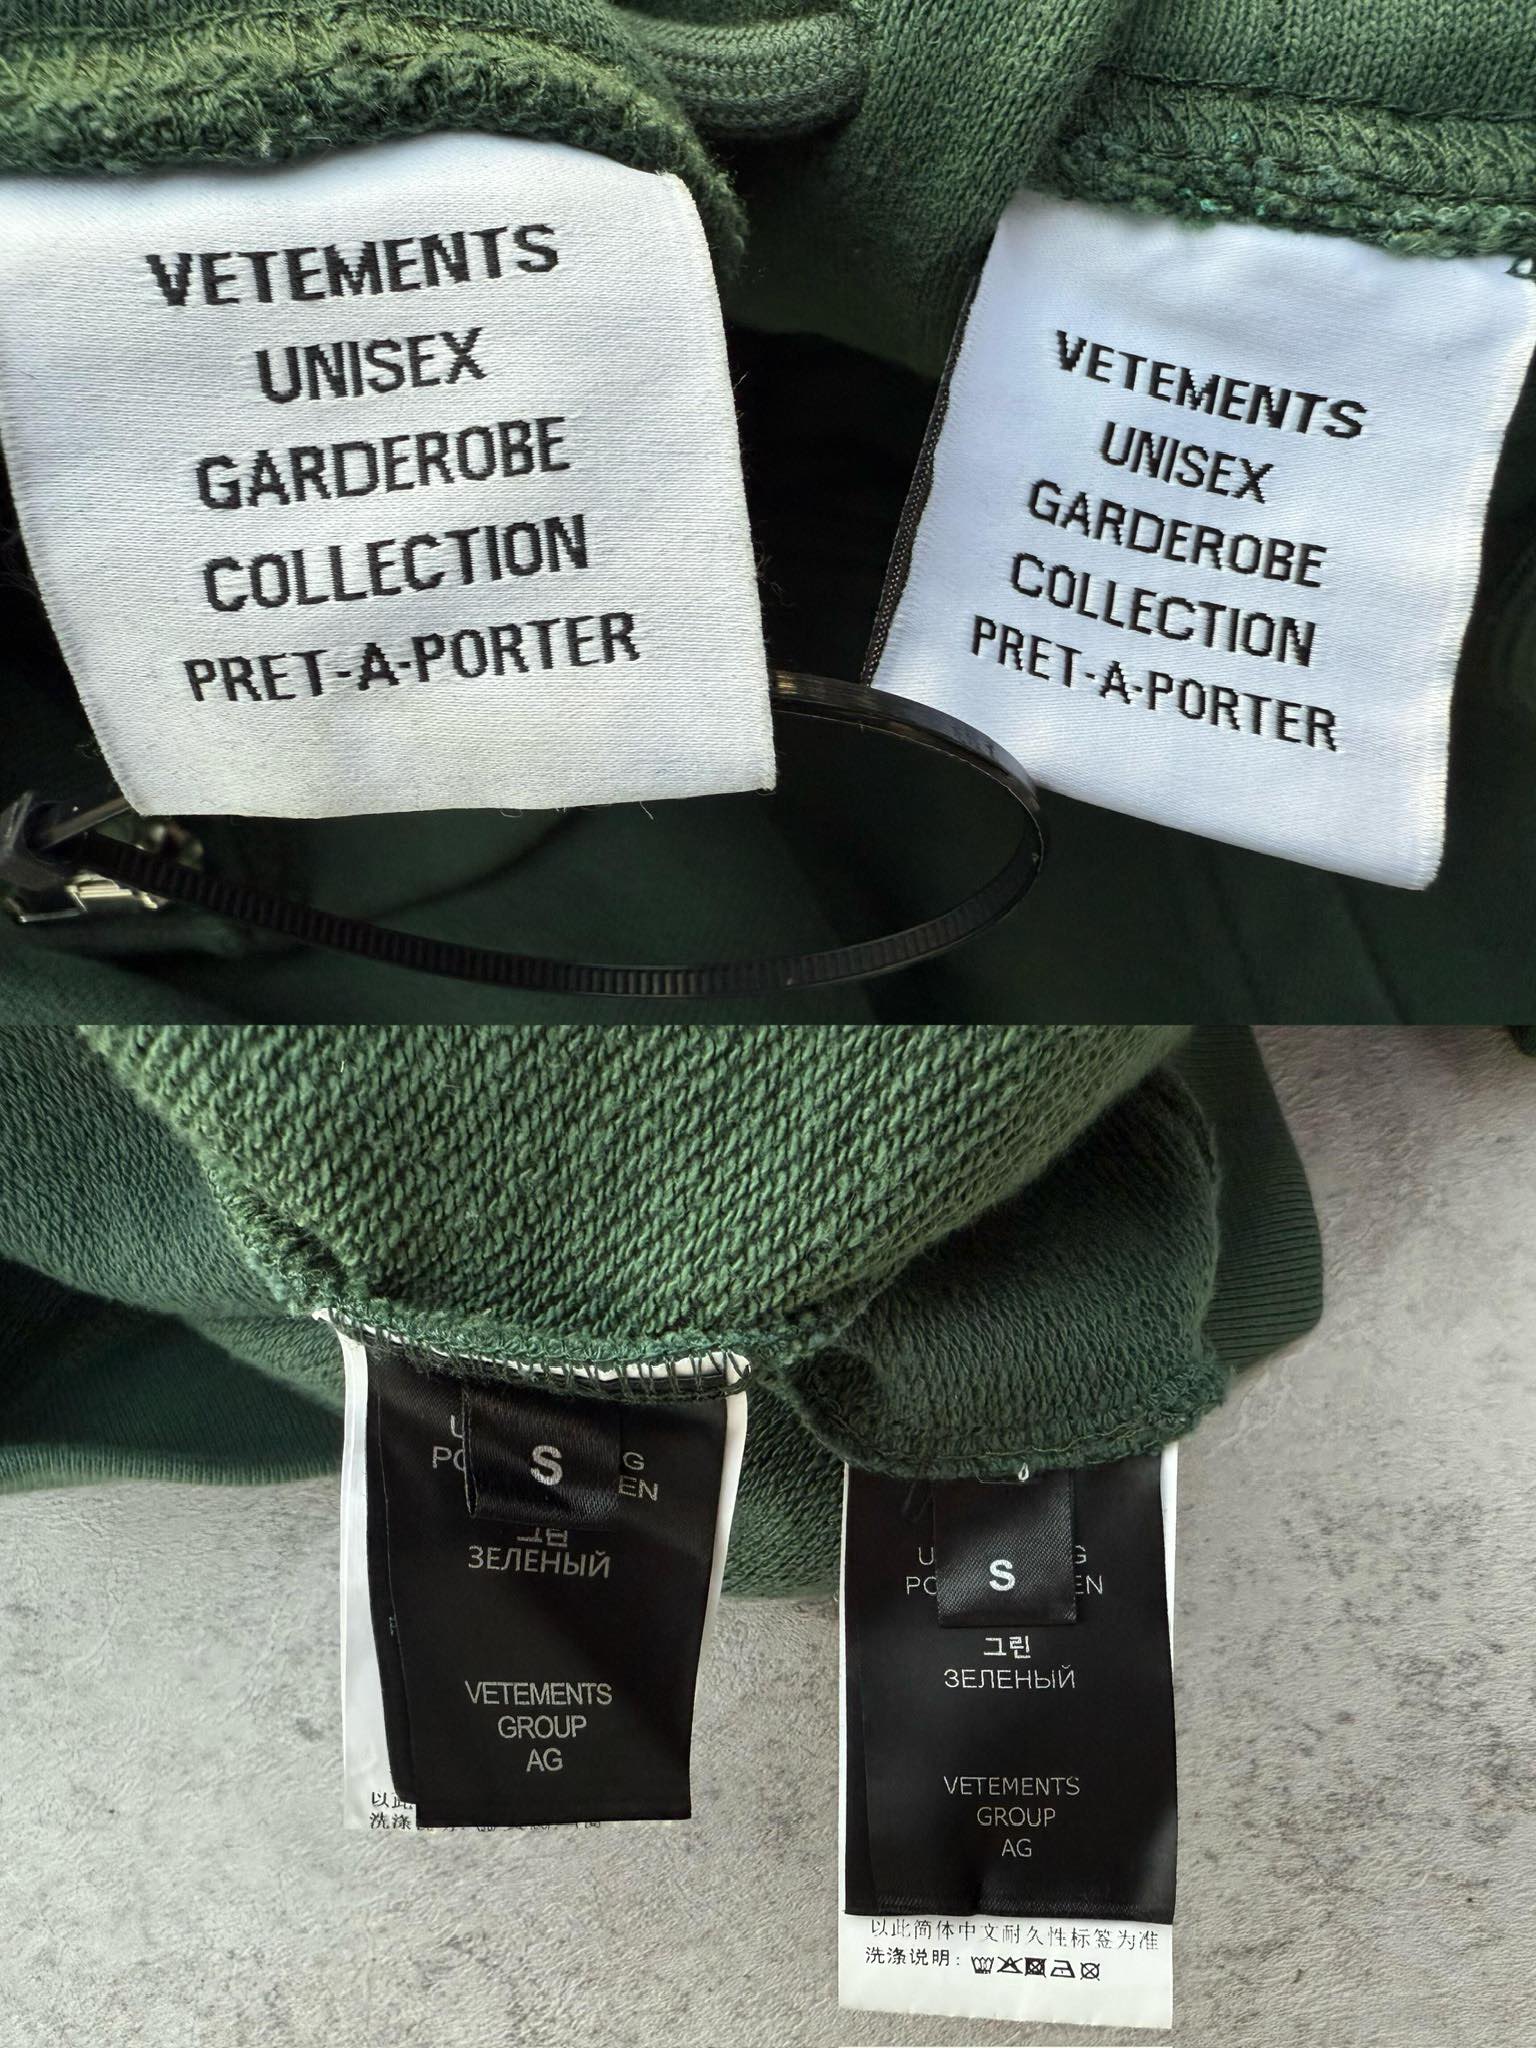 VETEMENTS
UNISEX
GARDEROBE
COLLECTION
PRET-A-PORTER
VETEMENTS
UNISEX
GARDEROBE
COLLECTION
PRET-A-PORTER
S
ЗЕЛЕНЫЙ
VETEMENTS
GROUP
AG
洗涤
S
그린
ЗЕЛЕНЫЙ
VETEMENTS
GROUP
AG
以此简体中文耐久性标签为准
洗涤说明: